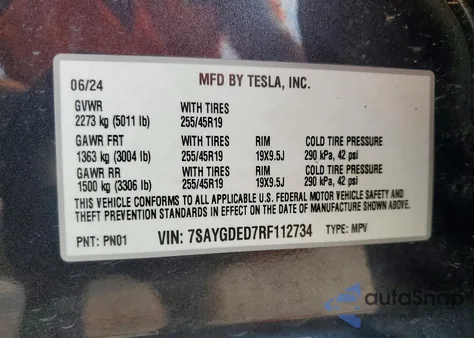 06/24 MFD BY TESLA, INC.
GVWR WITH TIRES
2273 kg (5011 lb) 255/45R19
GAWR FRT WITH TIRES RIM COLD TIRE PRESSURE
1363 kg (3004 lb) 255/45R19 19X9.5J 290 kPa, 42 psi
GAWR RR WITH TIRES RIM COLD TIRE PRESSURE
1500 kg (3306 lb) 255/45R19 19X9.5J 290 kPa, 42 psi
THIS VEHICLE CONFORMS TO ALL APPLICABLE U.S. FEDERAL MOTOR VEHICLE SAFETY AND
THEFT PREVENTION STANDARDS IN EFFECT ON THE DATE OF MANUFACTURE SHOWN ABOVE.
PNT: PN01 VIN: 7SAYGDED7RF112734 TYPE: MPV
autoSnap